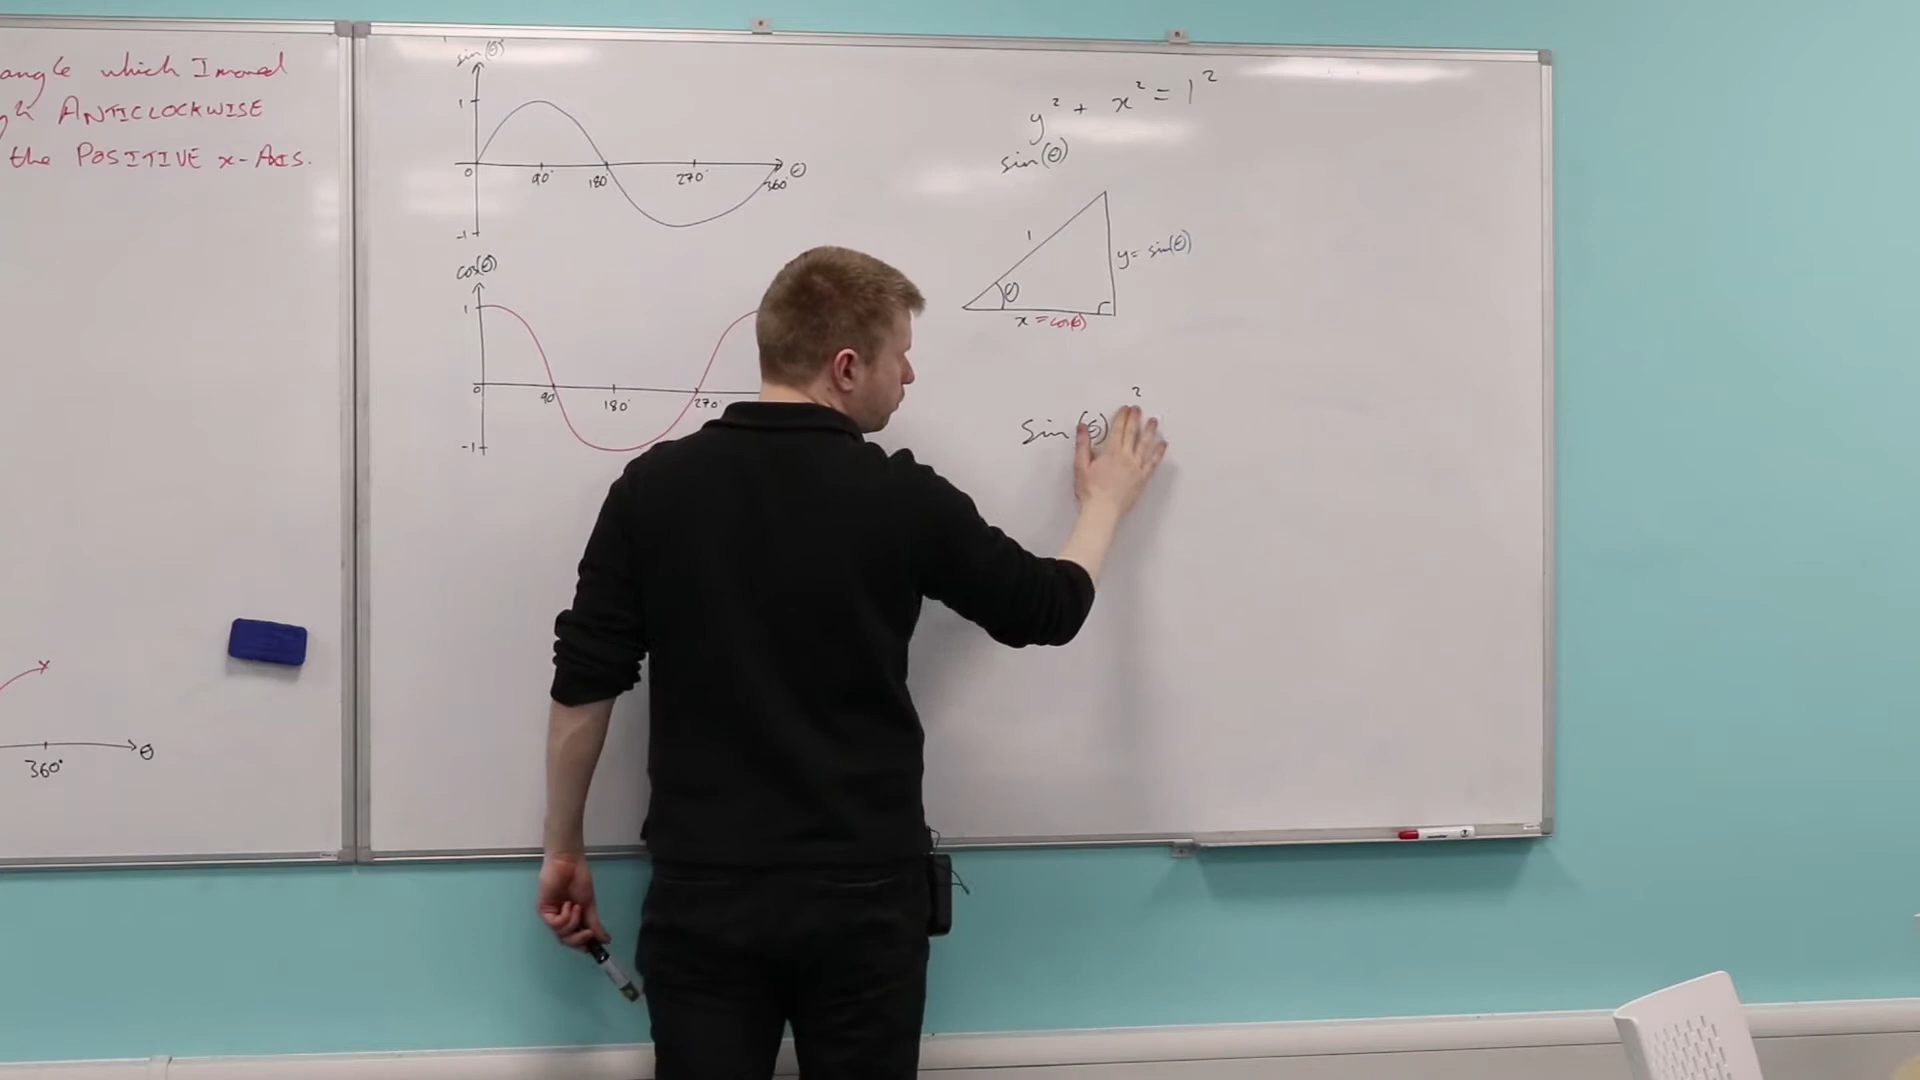 angle which I moved
ANTICLOCKWISE
the POSITIVE x-AXIS.
360° θ
sin(θ)
1
0 90° 180° 270° 360° θ
-1
cos(θ)
1
0 90 180° 270°
-1
y² + x² = 1²
sin(θ)
1
y = sin(θ)
θ
x = cos(θ)
sin(θ) ²